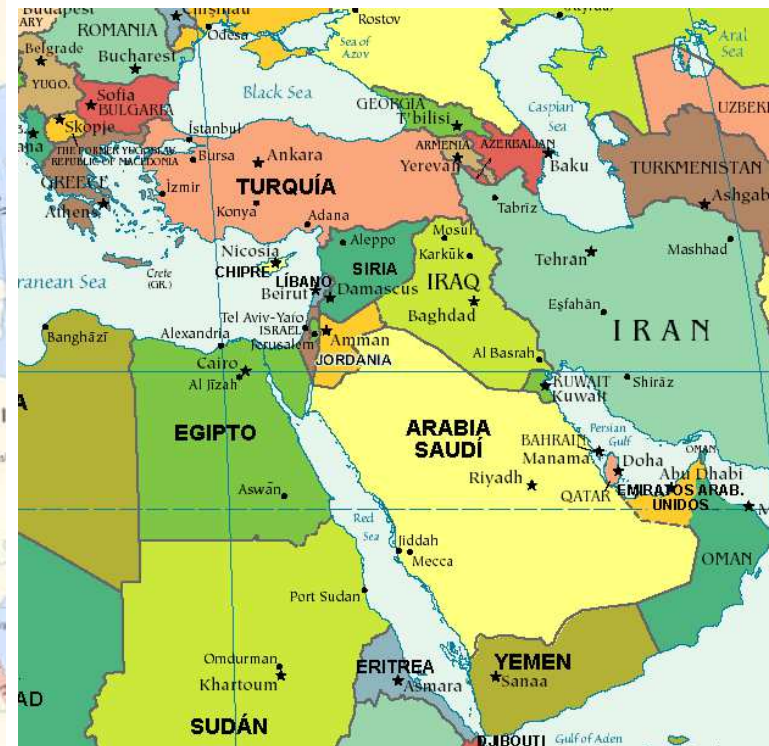 Budapest
ARY
ROMANIA
Chişinău
Odesa
Rostov
Sea of
Azov
Aral
Sea
Belgrade
Bucharest
YUGO.
Sofia
BULGARIA
Black Sea
GEORGIA
T'bilisi
Caspian
Sea
UZBEKI
Skopje
ana
THE FORMER YUGOSLAV
REPUBLIC OF MACEDONIA
İstanbul
Bursa
Ankara
ARMENIA
Yerevan
AZERBAIJAN
Baku
TURKMENISTAN
Ashgab
GREECE
Athens
İzmir
TURQUÍA
Konya
Adana
Tabrīz
Mashhad
Nicosia
CHIPRE
Aleppo
Mosul
Karkūk
Tehrān
ranean Sea
Crete
(GR.)
LÍBANO
Beirut
SIRIA
Damascus
IRAQ
Baghdad
Eşfahān
IRAN
Banghāzī
Alexandria
Tel Aviv-Yafo
ISRAEL
Jerusalem
Amman
JORDANIA
Al Basrah
Cairo
Al Jīzah
KUWAIT
Kuwait
Shīrāz
A
EGIPTO
ARABIA
SAUDÍ
Persian
Gulf
BAHRAIN
Manama
OMAN
Doha
Abu Dhabi
Riyadh
QATAR
EMIRATOS ARAB.
UNIDOS
M
Aswān
Red
Sea
Jiddah
Mecca
OMAN
Port Sudan
Omdurman
Khartoum
ERITREA
Asmara
YEMEN
Sanaa
AD
SUDÁN
DJIBOUTI
Gulf of Aden